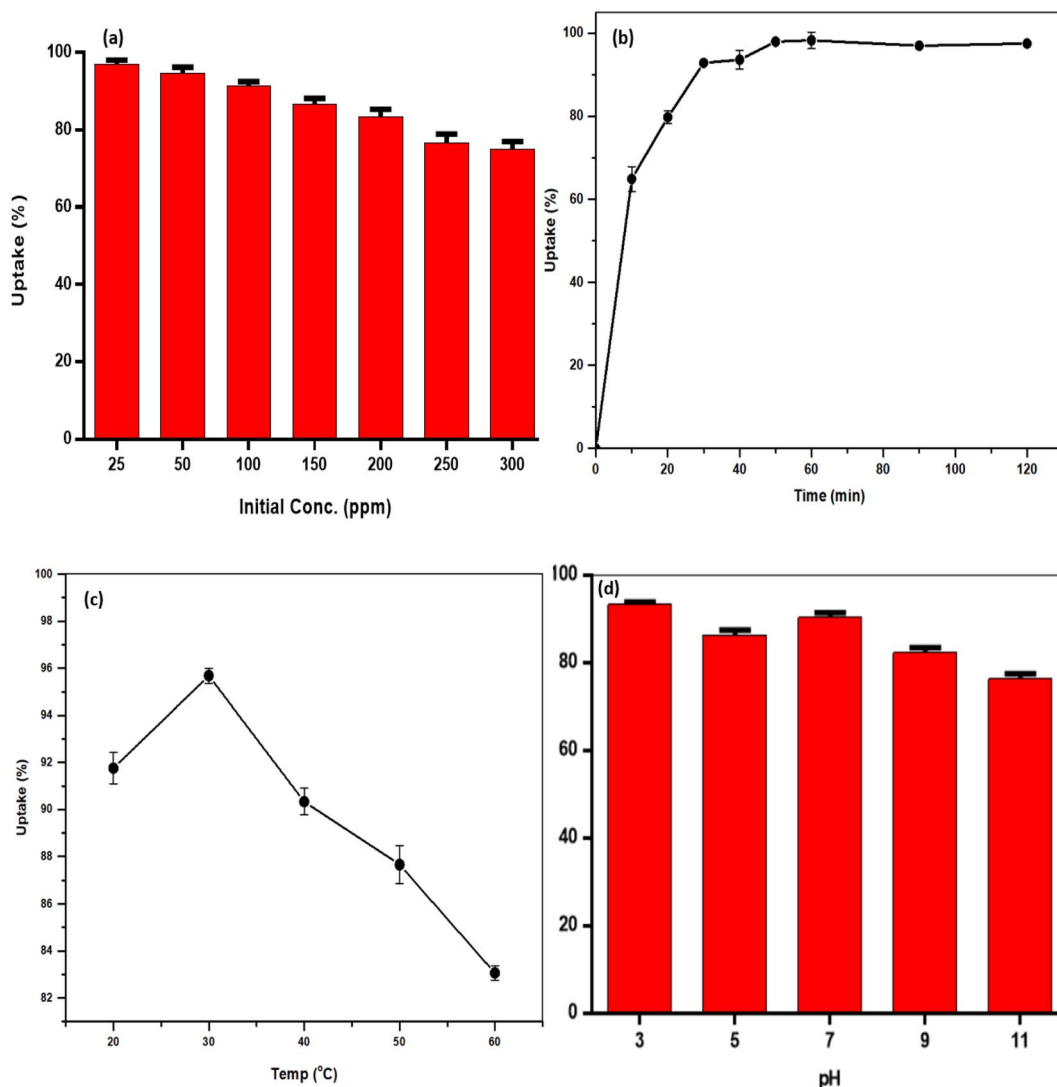 (a)
100
80
60
40
20
0
Uptake (%)
25 50 100 150 200 250 300
Initial Conc. (ppm)
(b)
100
80
60
40
20
0
Uptake (%)
0 20 40 60 80 100 120
Time (min)
(c)
100
98
96
94
92
90
88
86
84
83
82
Uptake (%)
20 30 40 50 60
Temp (°C)
(d)
100
80
60
40
20
0
3 5 7 9 11
pH